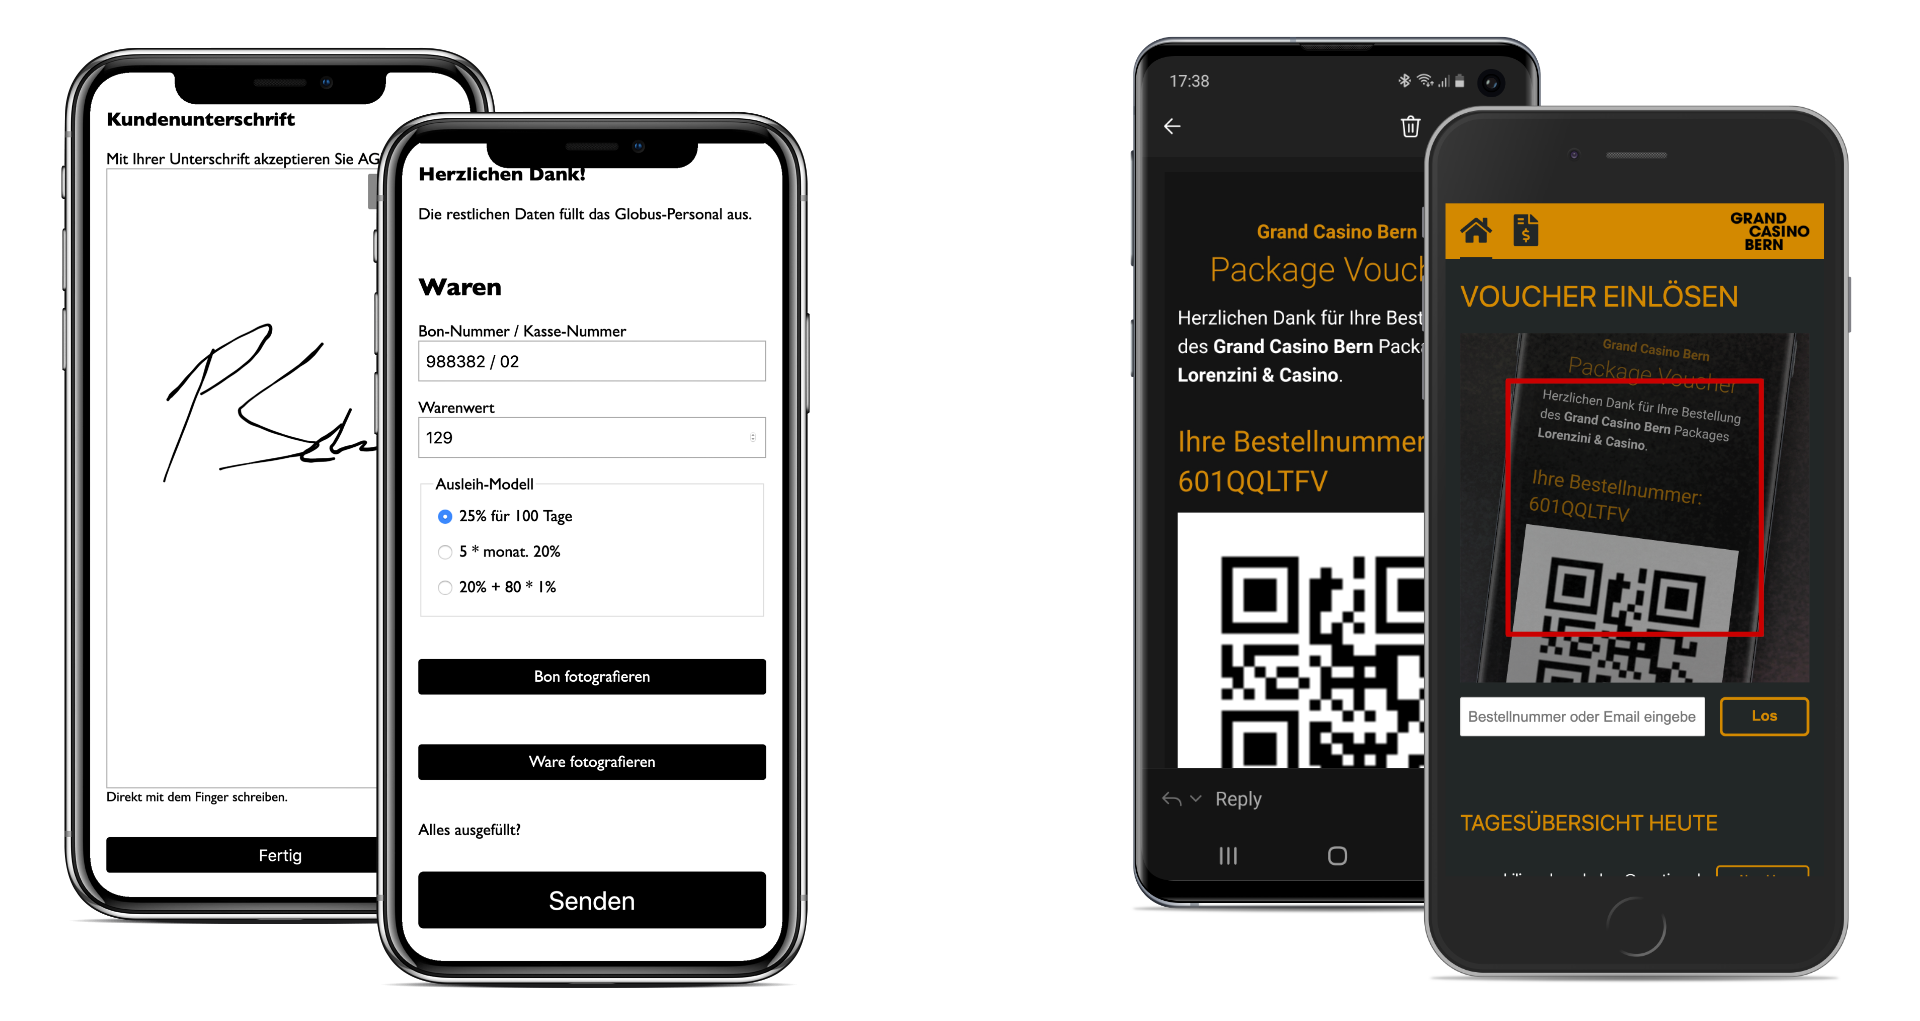 Kundenunterschrift
Mit Ihrer Unterschrift akzeptieren Sie AG
Direkt mit dem Finger schreiben.
Fertig
Herzlichen Dank!
Die restlichen Daten füllt das Globus-Personal aus.
Waren
Bon-Nummer / Kasse-Nummer
988382 / 02
Warenwert
129
Ausleih-Modell
25% für 100 Tage
5 * monat. 20%
20% + 80 * 1%
Bon fotografieren
Ware fotografieren
Alles ausgefüllt?
Senden
17:38
Grand Casino Bern
Package Vouch
Herzlichen Dank für Ihre Best
des Grand Casino Bern Packa
Lorenzini & Casino.
Ihre Bestellnummer
601QQLTFV
Reply
GRAND
CASINO
BERN
VOUCHER EINLÖSEN
Grand Casino Bern
Package Voucher
Herzlichen Dank für Ihre Bestellung
des Grand Casino Bern Packages
Lorenzini & Casino.
Ihre Bestellnummer:
601QQLTFV
Bestellnummer oder Email eingebe
Los
TAGESÜBERSICHT HEUTE